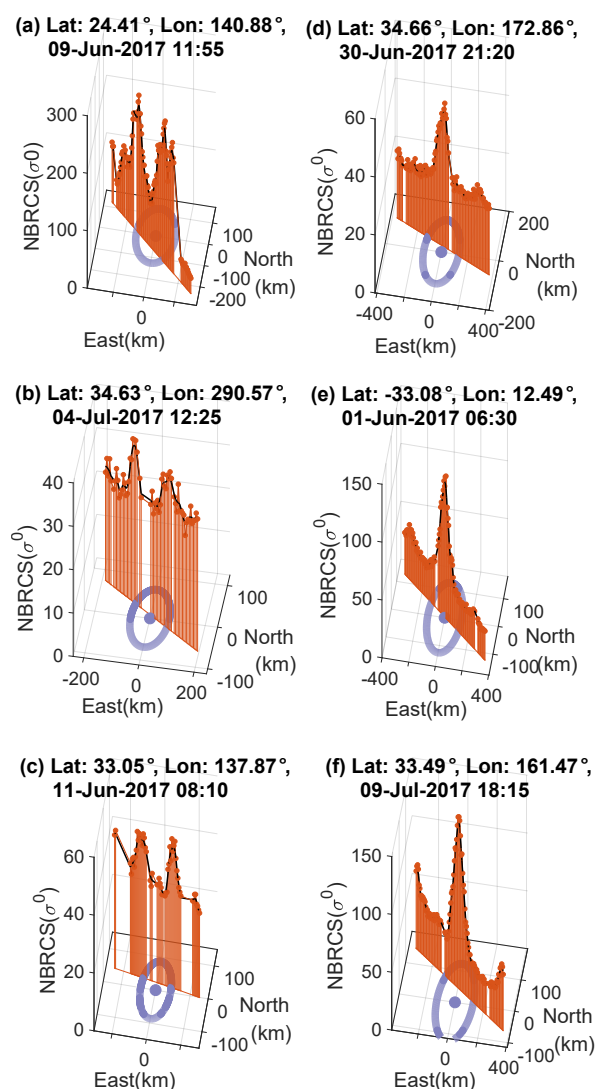 (a) Lat: 24.41°, Lon: 140.88°,
09-Jun-2017 11:55
300
200
100
0
NBRCS(σ0)
0
East(km)
100
0
-100
-200
North
(km)
(d) Lat: 34.66°, Lon: 172.86°,
30-Jun-2017 21:20
60
40
20
0
NBRCS(σ⁰)
-400
0
400
East(km)
200
0
-200
North
(km)
(b) Lat: 34.63°, Lon: 290.57°,
04-Jul-2017 12:25
40
30
20
10
0
NBRCS(σ⁰)
-200
0
200
East(km)
100
0
-100
North
(km)
(e) Lat: -33.08°, Lon: 12.49°,
01-Jun-2017 06:30
150
100
50
0
NBRCS(σ⁰)
-400
0
400
East(km)
100
0
-100
North
(km)
(c) Lat: 33.05°, Lon: 137.87°,
11-Jun-2017 08:10
60
40
20
0
NBRCS(σ⁰)
0
East(km)
100
0
-100
North
(km)
(f) Lat: 33.49°, Lon: 161.47°,
09-Jul-2017 18:15
150
100
50
0
NBRCS(σ⁰)
0
400
East(km)
100
0
-100
North
(km)